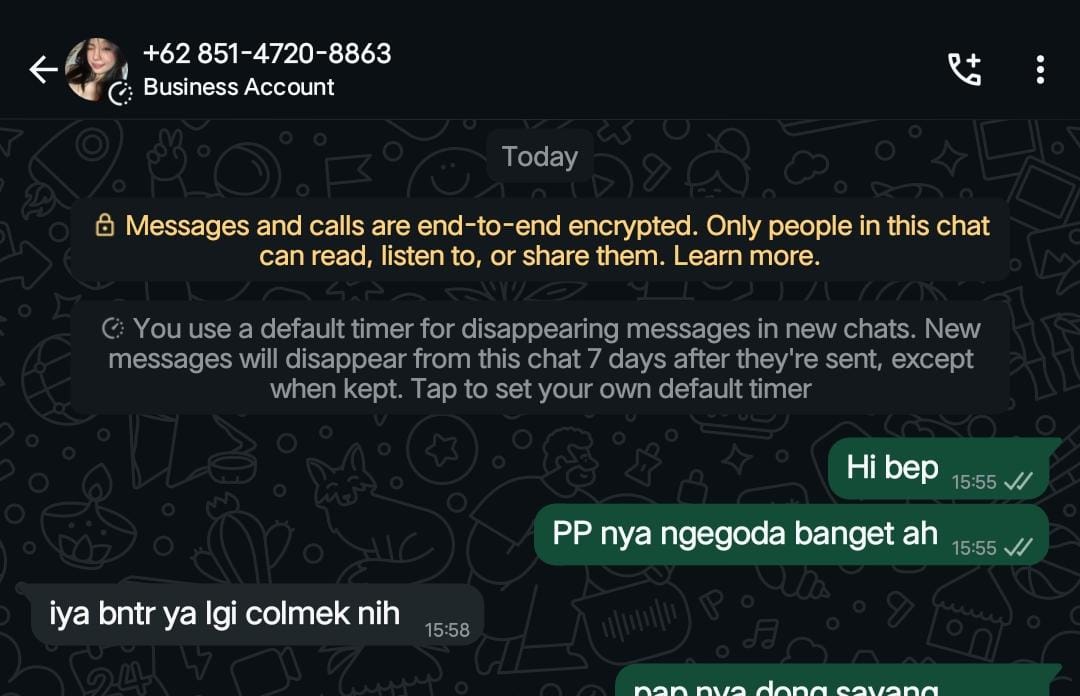 +62 851-4720-8863
Business Account
Today
Messages and calls are end-to-end encrypted. Only people in this chat
can read, listen to, or share them. Learn more.
You use a default timer for disappearing messages in new chats. New
messages will disappear from this chat 7 days after they're sent, except
when kept. Tap to set your own default timer
Hi bep 15:55
PP nya ngegoda banget ah 15:55
iya bntr ya lgi colmek nih 15:58
pap nya dong sayang